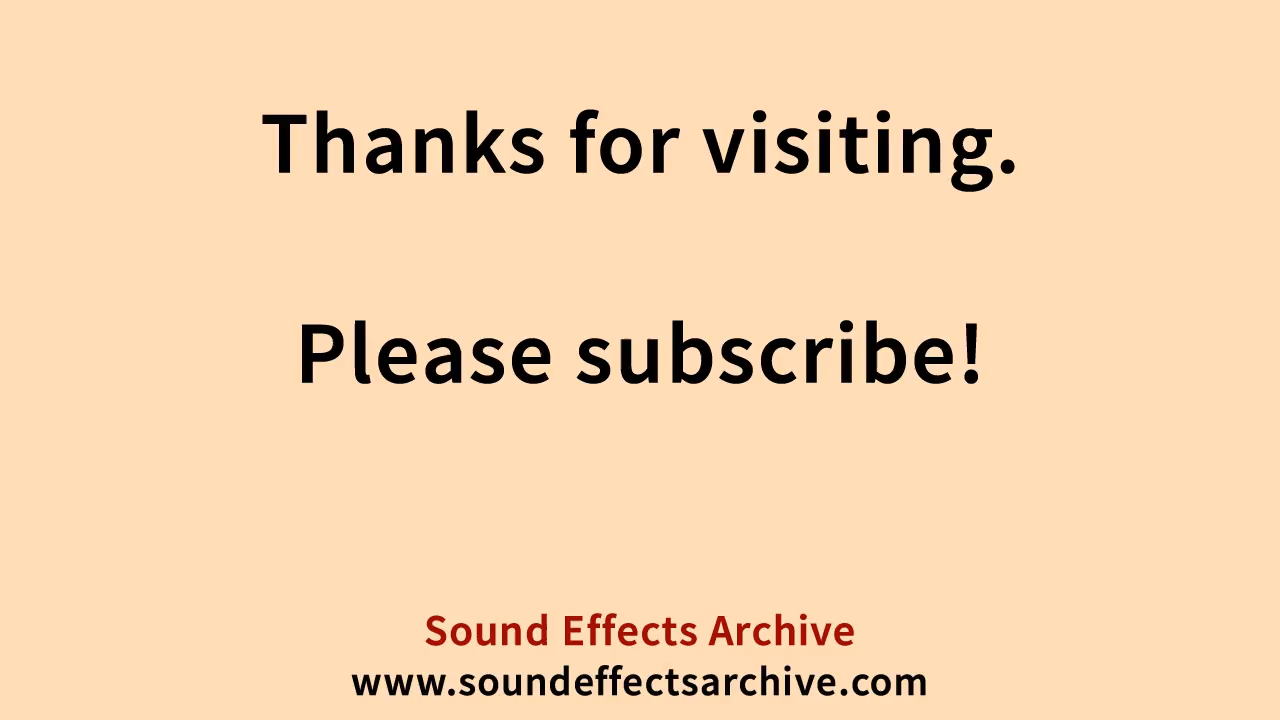 Thanks for visiting.
Please subscribe!
Sound Effects Archive
www.soundeffectsarchive.com